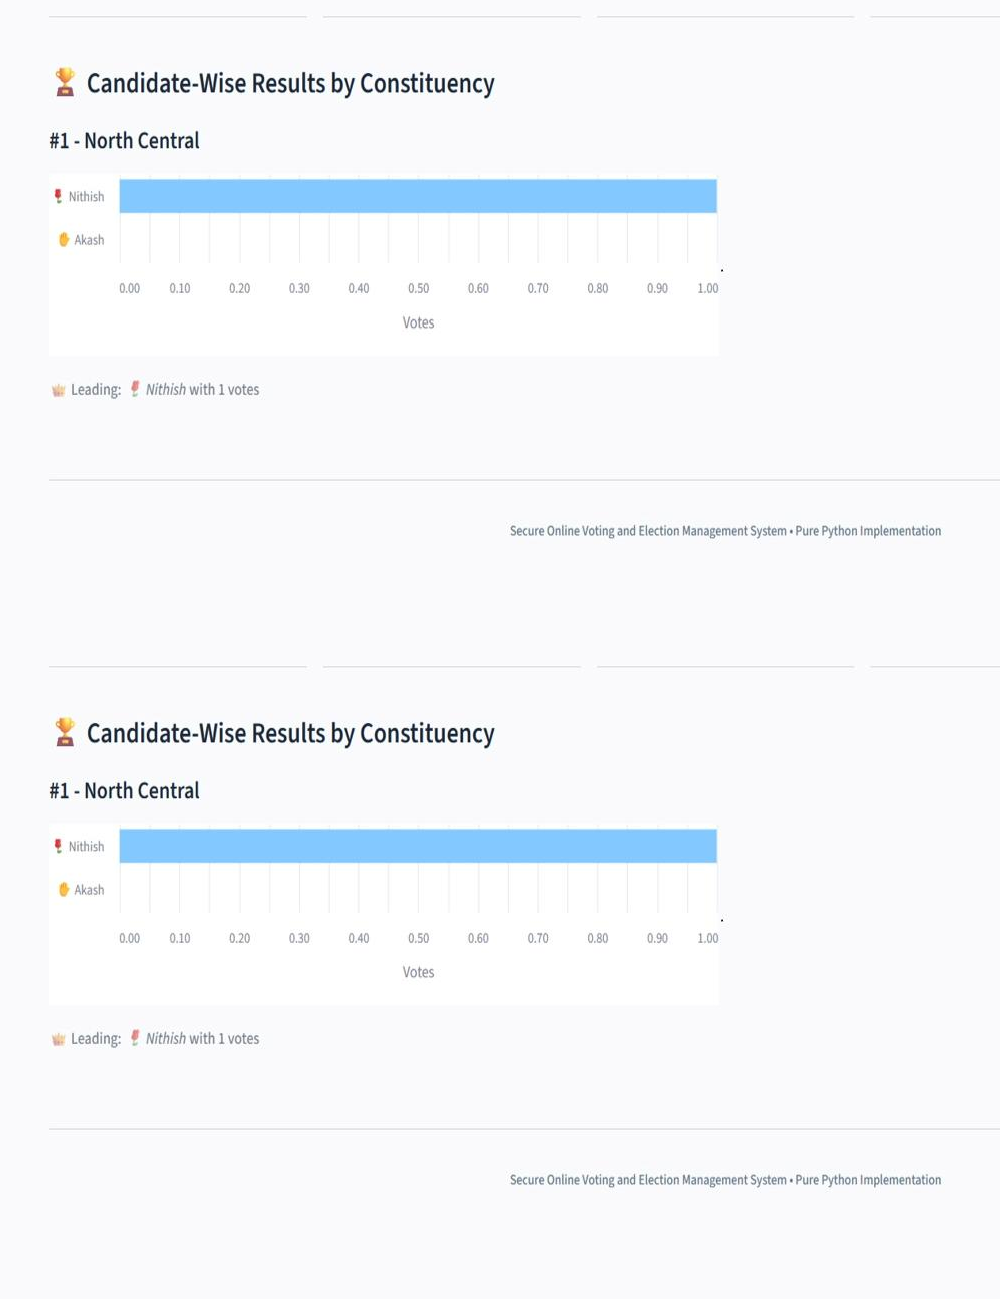 🏆 Candidate-Wise Results by Constituency
#1 - North Central
🌹 Nithish
✋ Akash
0.00 0.10 0.20 0.30 0.40 0.50 0.60 0.70 0.80 0.90 1.00
Votes
👑 Leading: 🌹 Nithish with 1 votes
Secure Online Voting and Election Management System • Pure Python Implementation
🏆 Candidate-Wise Results by Constituency
#1 - North Central
🌹 Nithish
✋ Akash
0.00 0.10 0.20 0.30 0.40 0.50 0.60 0.70 0.80 0.90 1.00
Votes
👑 Leading: 🌹 Nithish with 1 votes
Secure Online Voting and Election Management System • Pure Python Implementation